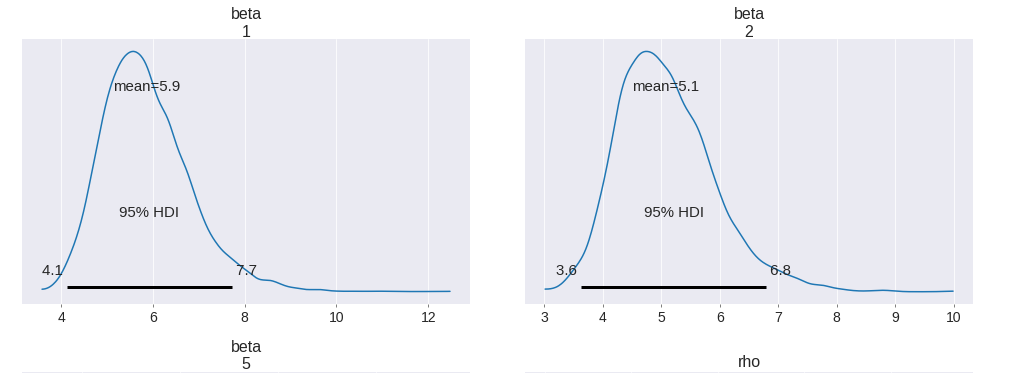 beta
1
mean=5.9
95% HDI
4.1
7.7
4 6 8 10 12
beta
2
mean=5.1
95% HDI
3.6
6.8
3 4 5 6 7 8 9 10
beta
5
rho